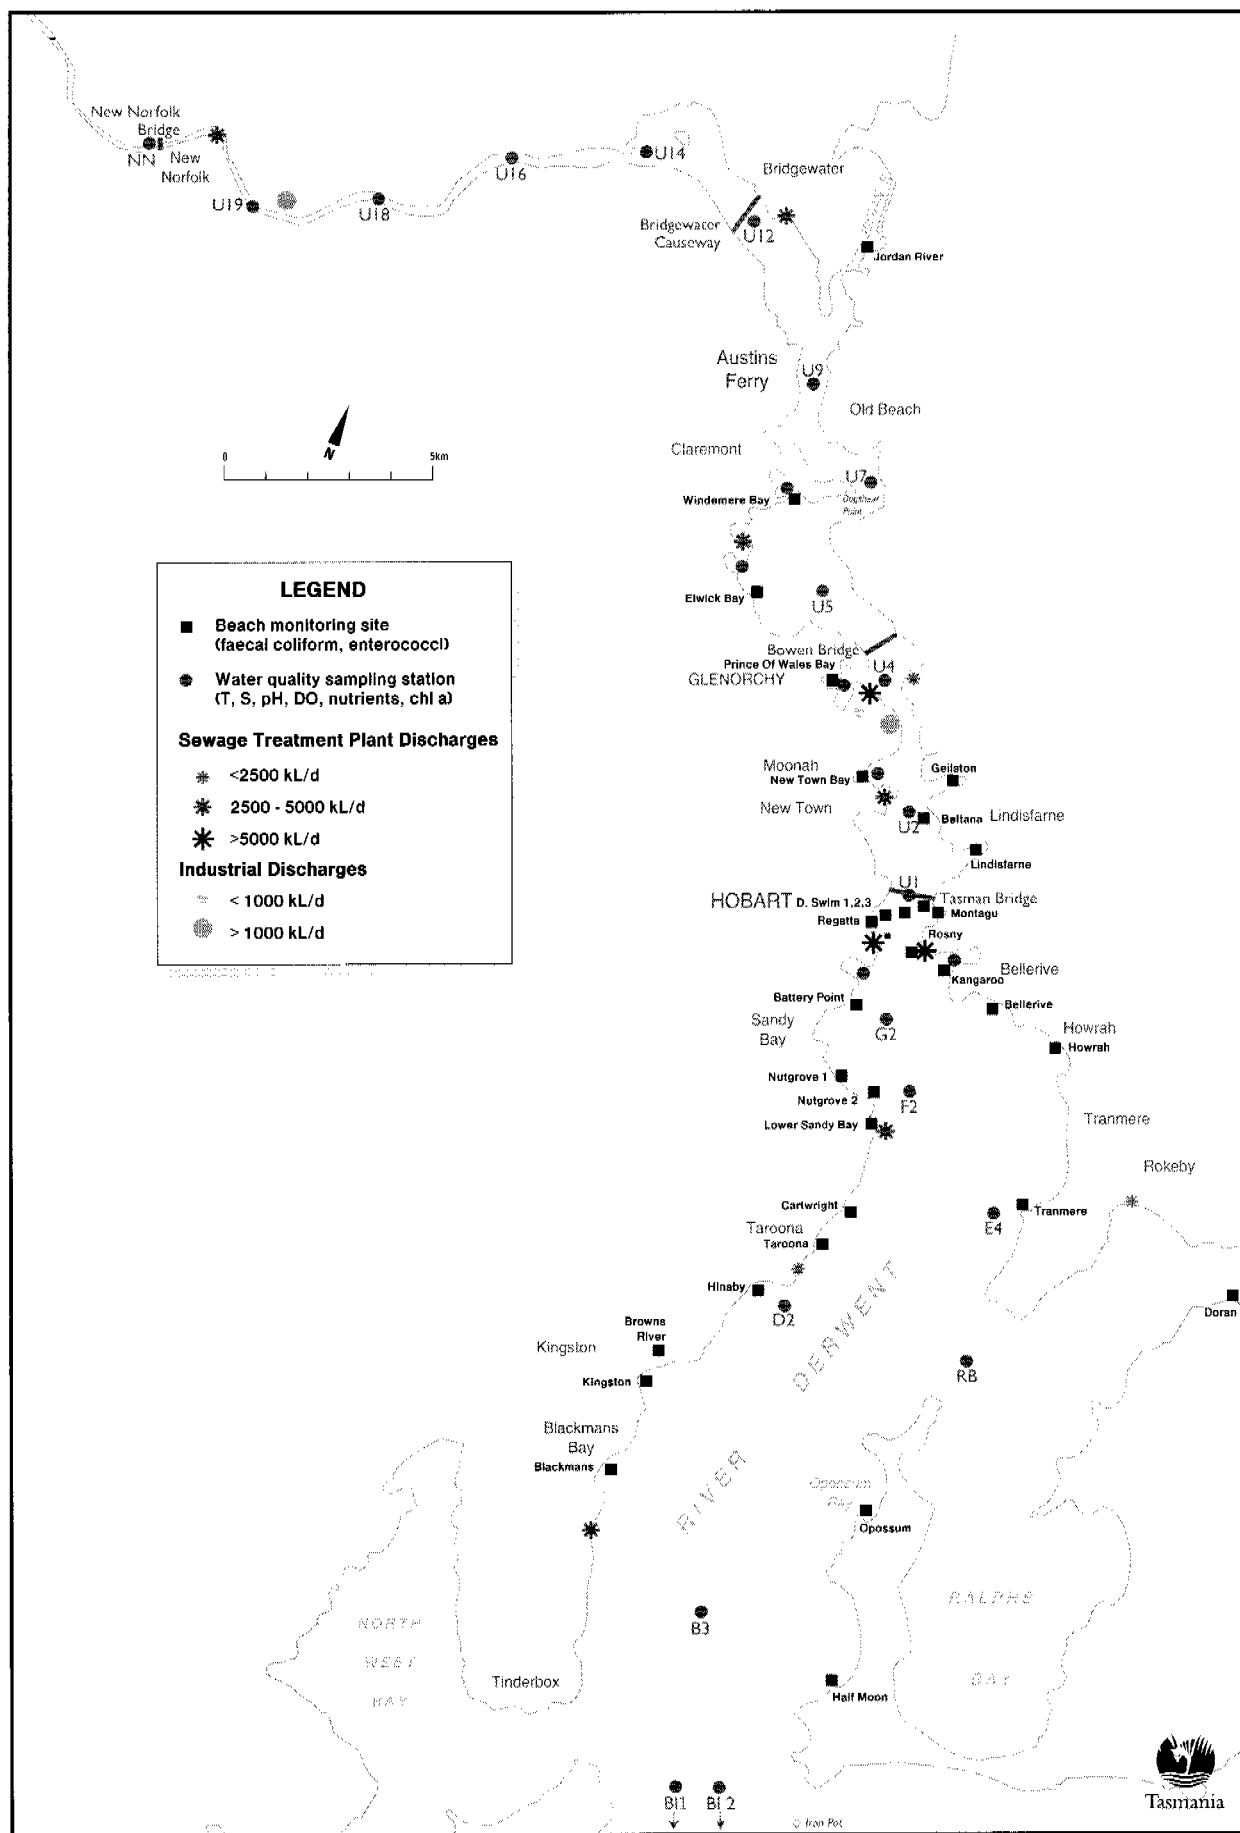 New Norfolk
Bridge
NN
New
Norfolk
U19
U18
U16
U14
Bridgewater
Bridgewater
Causeway
U12
Jordan River
Austins
Ferry
U9
Old Beach
N
0
5km
Claremont
U7
Windemere Bay
Point
Elwick Bay
U5
Bowen Bridge
Prince Of Wales Bay
U4
GLENORCHY
Moonah
New Town Bay
Geilston
New Town
U2
Beltana
Lindisfarne
Lindisfarne
U1
HOBART
D. Swim 1,2,3
Tasman Bridge
Regatta
Montagu
Rosny
Bellerive
Kangaroo
Battery Point
Bellerive
Sandy
Bay
G2
Howrah
Howrah
Nutgrove 1
Nutgrove 2
F2
Lower Sandy Bay
Tranmere
Rokeby
Cartwright
Taroona
Taroona
E4
Tranmere
Hinsby
D2
Doran
Browns
River
Kingston
Kingston
RB
RIVER DERWENT
Blackmans
Bay
Blackmans
Opossum
Bay
Opossum
B3
RALPHS
BAY
NORTH
WEST
BAY
Tinderbox
Half Moon
BI1
BI 2
Iron Pot
Tasmania
LEGEND
Beach monitoring site
(faecal coliform, enterococci)
Water quality sampling station
(T, S, pH, DO, nutrients, chl a)
Sewage Treatment Plant Discharges
<2500 kL/d
2500 - 5000 kL/d
>5000 kL/d
Industrial Discharges
< 1000 kL/d
> 1000 kL/d